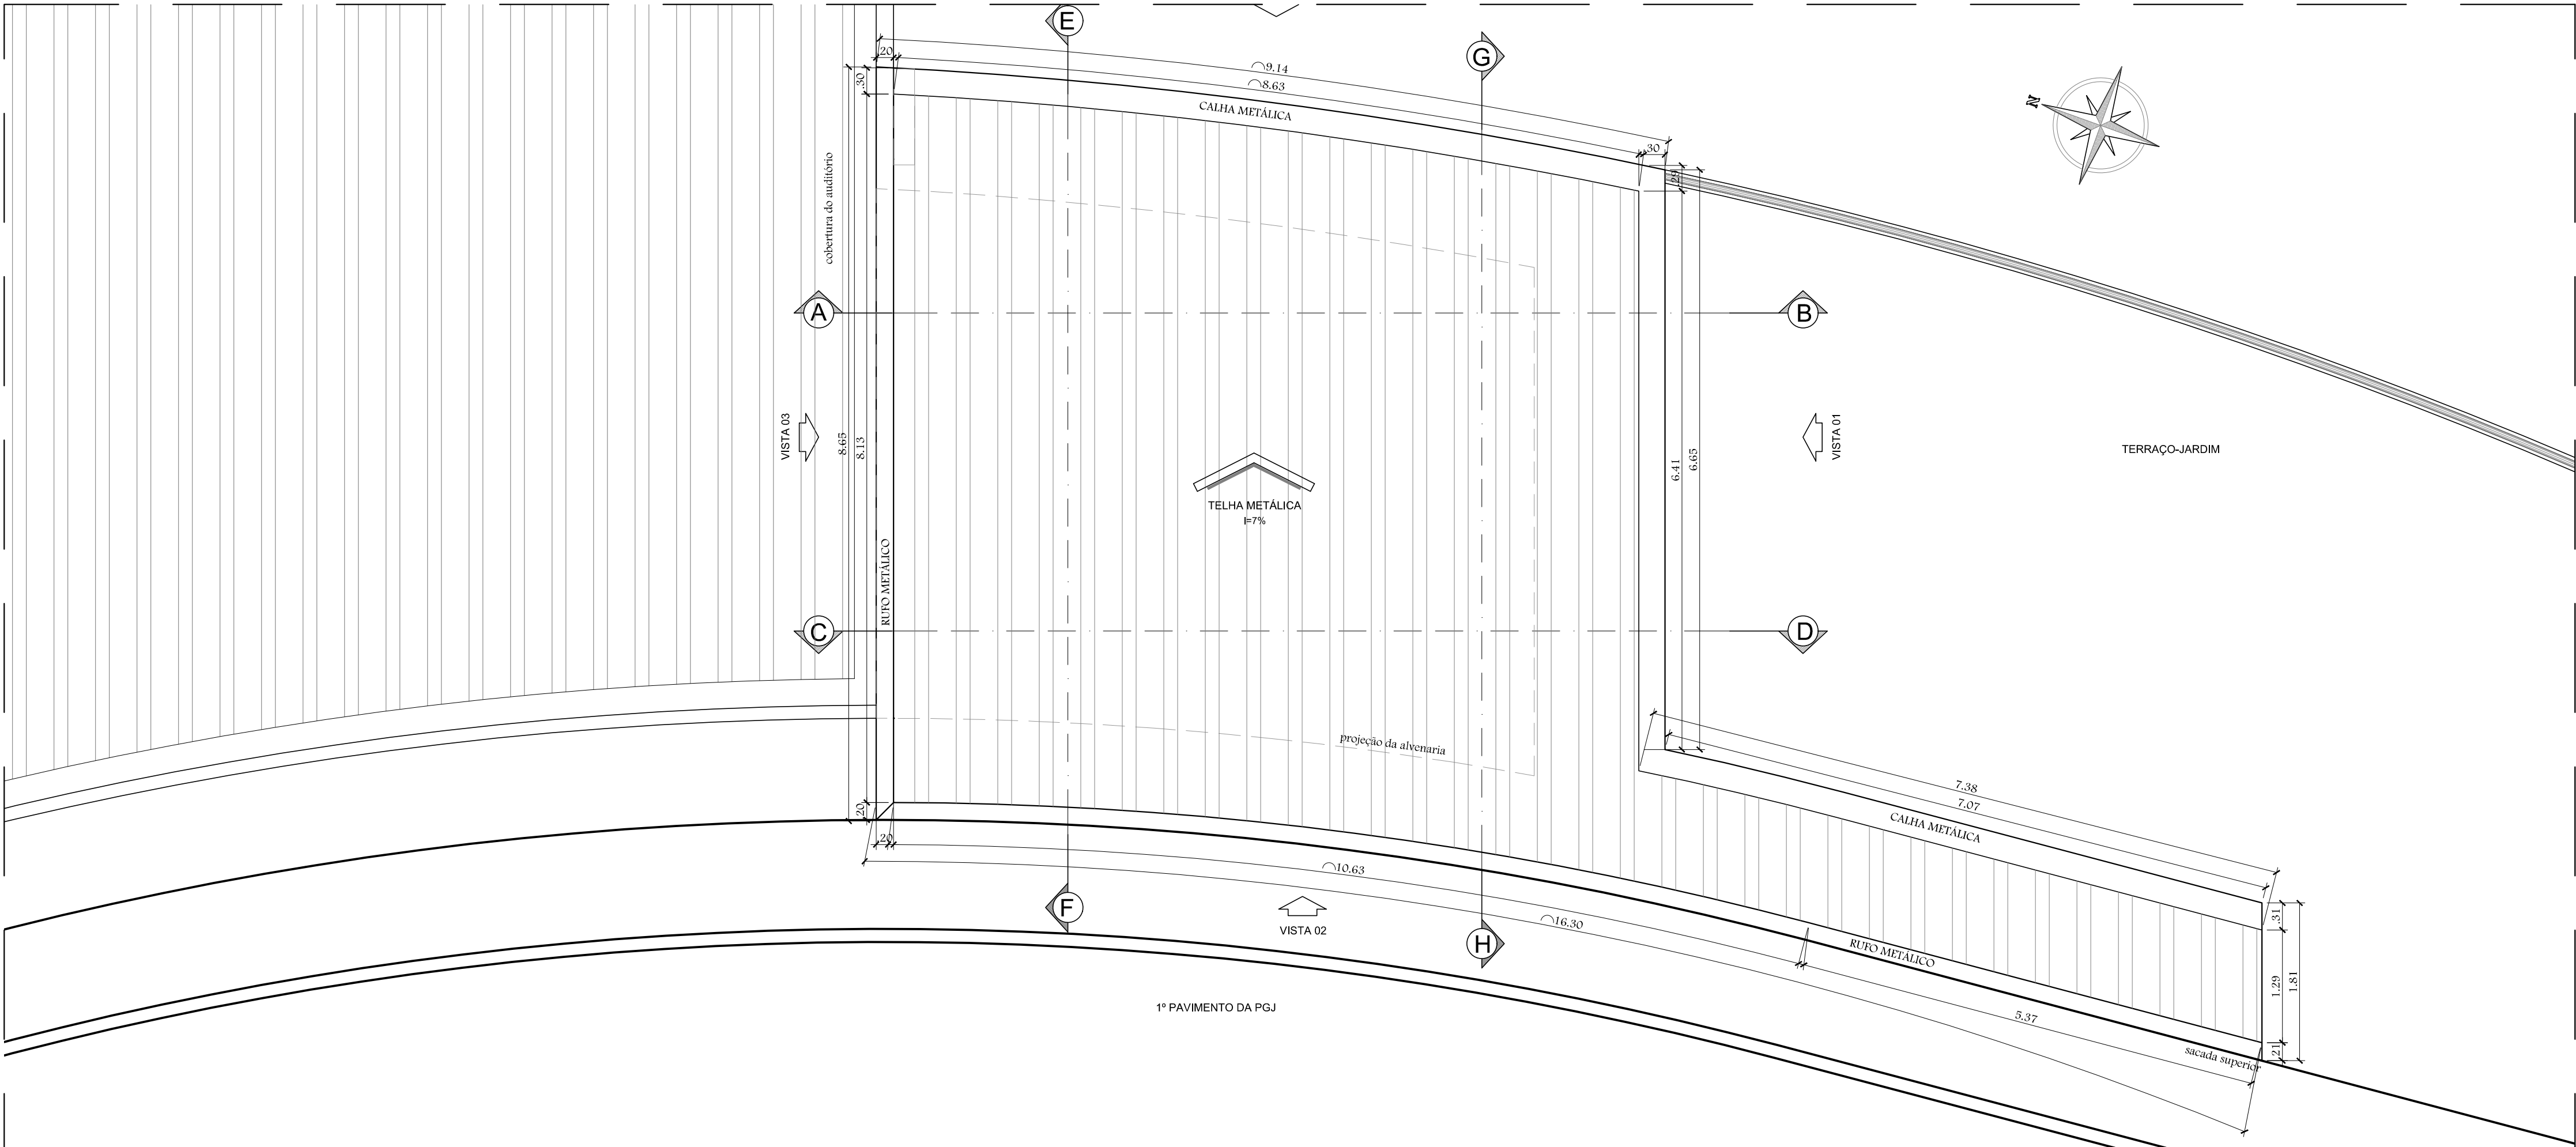 E
G
20
9.14
8.63
.30
CALHA METÁLICA
.30
.29
N
cobertura do auditório
A
B
VISTA 03
8.65
8.13
6.41
6.65
VISTA 01
TERRAÇO-JARDIM
TELHA METÁLICA
I=7%
RUFO METÁLICO
C
D
projeção da alvenaria
7.38
7.07
CALHA METÁLICA
20
20
10.63
F
VISTA 02
16.30
H
RUFO METÁLICO
.31
1.29
1.81
.21
5.37
sacada superior
1º PAVIMENTO DA PGJ